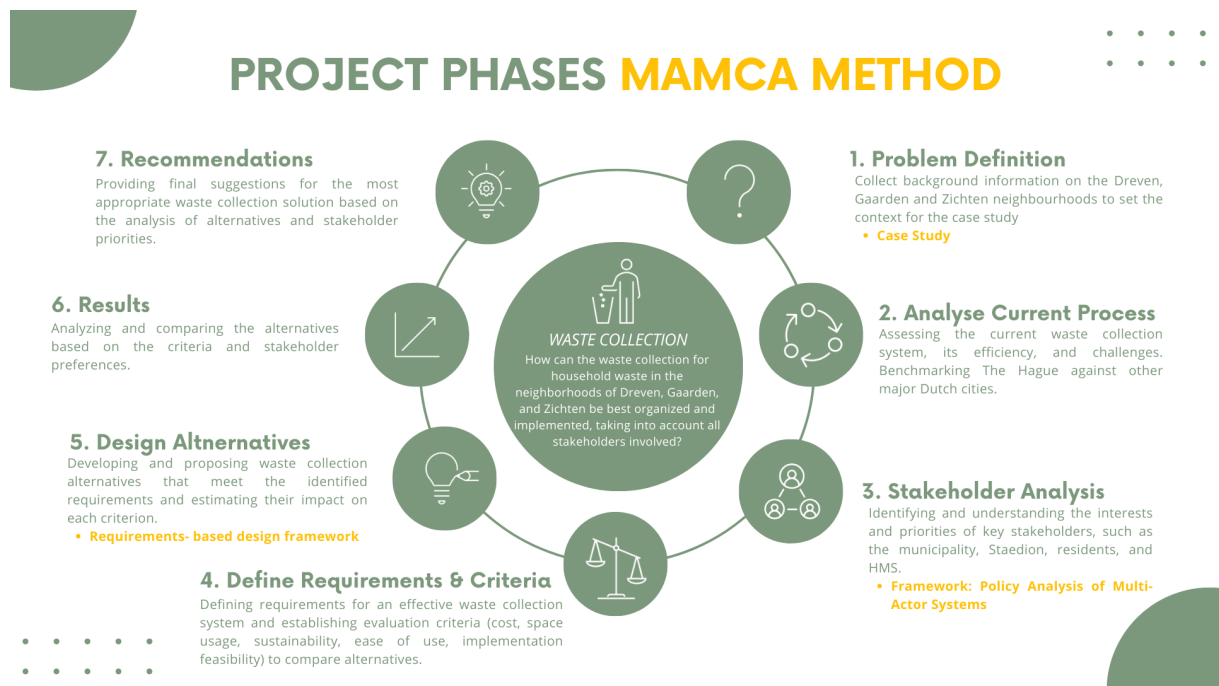 PROJECT PHASES MAMCA METHOD
1. Problem Definition
Collect background information on the Dreven,
Gaarden and Zichten neighbourhoods to set the
context for the case study
• Case Study
2. Analyse Current Process
Assessing the current waste collection
system, its efficiency, and challenges.
Benchmarking The Hague against other
major Dutch cities.
3. Stakeholder Analysis
Identifying and understanding the interests
and priorities of key stakeholders, such as
the municipality, Staedion, residents, and
HMS.
• Framework: Policy Analysis of Multi-
Actor Systems
4. Define Requirements & Criteria
Defining requirements for an effective waste collection
system and establishing evaluation criteria (cost, space
usage, sustainability, ease of use, implementation
feasibility) to compare alternatives.
5. Design Altnernatives
Developing and proposing waste collection
alternatives that meet the identified
requirements and estimating their impact on
each criterion.
• Requirements- based design framework
6. Results
Analyzing and comparing the alternatives
based on the criteria and stakeholder
preferences.
7. Recommendations
Providing final suggestions for the most
appropriate waste collection solution based on
the analysis of alternatives and stakeholder
priorities.
WASTE COLLECTION
How can the waste collection for
household waste in the
neighborhoods of Dreven, Gaarden,
and Zichten be best organized and
implemented, taking into account all
stakeholders involved?